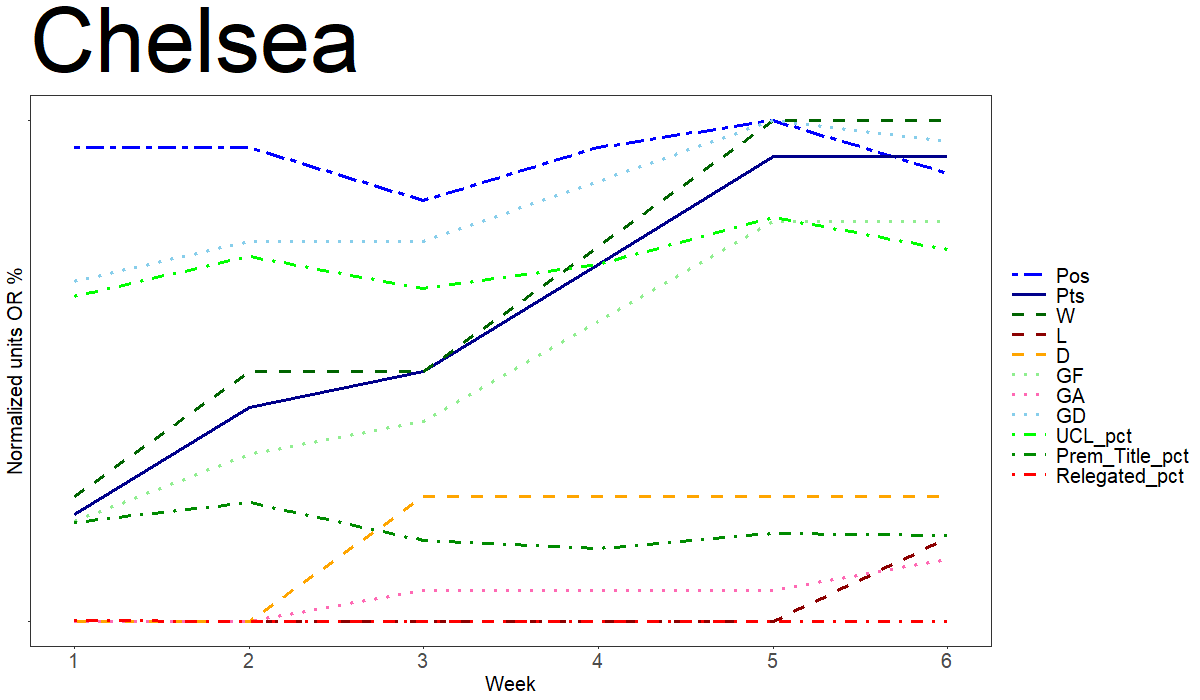 Chelsea
Normalized units OR %
1 2 3 4 5 6
Week
Pos
Pts
W
L
D
GF
GA
GD
UCL_pct
Prem_Title_pct
Relegated_pct